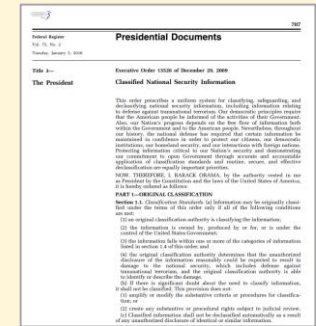 707
Federal Register
Vol. 75, No. 2
Tuesday, January 5, 2010
Presidential Documents
Title 3—
The President
Executive Order 13526 of December 29, 2009
Classified National Security Information
This order prescribes a uniform system for classifying, safeguarding, and
declassifying national security information, including information relating
to defense against transnational terrorism. Our democratic principles require
that the American people be informed of the activities of their Government.
Also, our Nation's progress depends on the free flow of information both
within the Government and to the American people. Nevertheless, throughout
our history, the national defense has required that certain information be
maintained in confidence in order to protect our citizens, our democratic
institutions, our homeland security, and our interactions with foreign nations.
Protecting information critical to our Nation's security and demonstrating
our commitment to open Government through accurate and accountable
application of classification standards and routine, secure, and effective
declassification are equally important priorities.
NOW, THEREFORE, I, BARACK OBAMA, by the authority vested in me
as President by the Constitution and the laws of the United States of America,
it is hereby ordered as follows:
PART 1—ORIGINAL CLASSIFICATION
Section 1.1. Classification Standards. (a) Information may be originally classi-
fied under the terms of this order only if all of the following conditions
are met:
(1) an original classification authority is classifying the information;
(2) the information is owned by, produced by or for, or is under the
control of the United States Government;
(3) the information falls within one or more of the categories of information
listed in section 1.4 of this order; and
(4) the original classification authority determines that the unauthorized
disclosure of the information reasonably could be expected to result in
damage to the national security, which includes defense against
transnational terrorism, and the original classification authority is able
to identify or describe the damage.
(b) If there is significant doubt about the need to classify information,
it shall not be classified. This provision does not:
(1) amplify or modify the substantive criteria or procedures for classifica-
tion; or
(2) create any substantive or procedural rights subject to judicial review.
(c) Classified information shall not be declassified automatically as a result
of any unauthorized disclosure of identical or similar information.